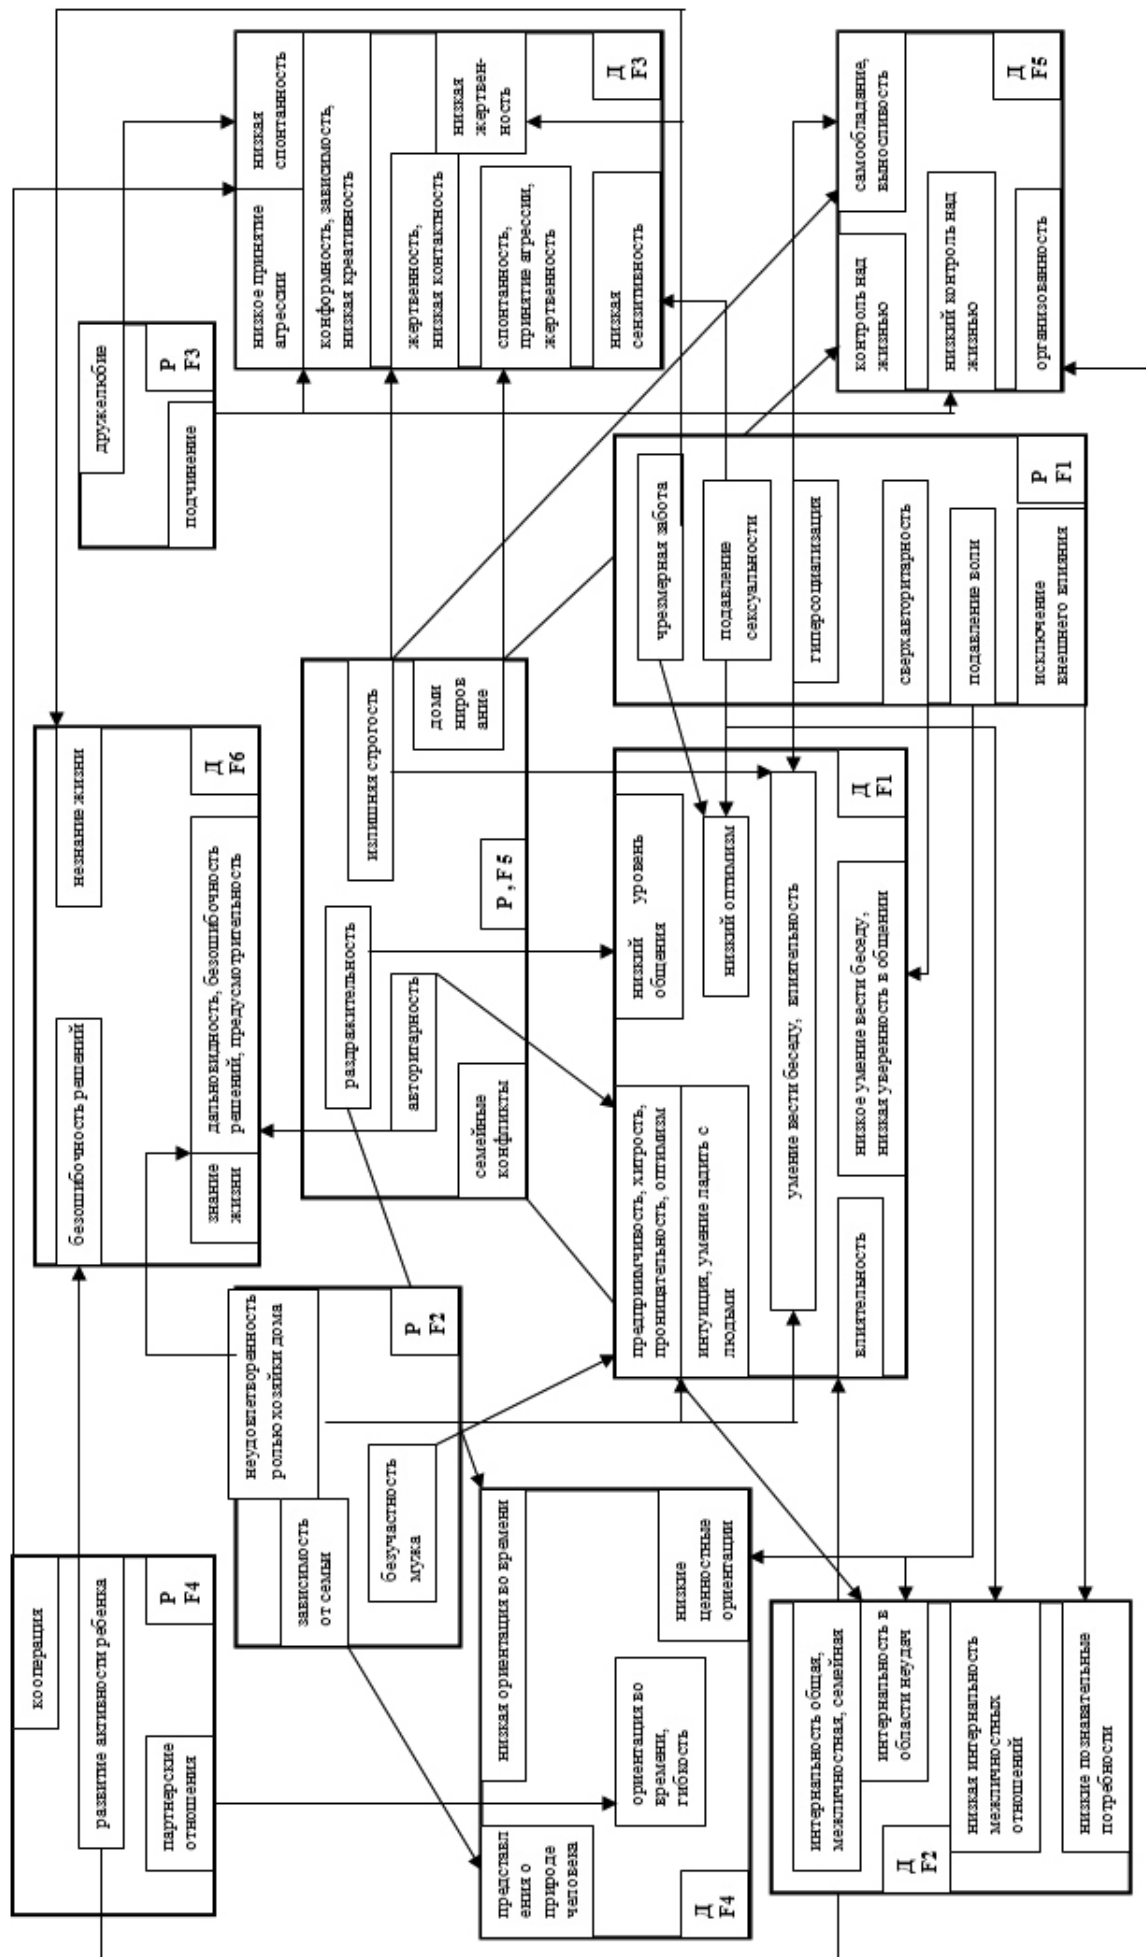 кооперация
развитие активности ребенка
партнерские
отношения
Р
F4
безошибочность решений
незнание жизни
знание
жизни
дальновидность, безошибочность
решений, предусмотрительность
Д
F6
дружелюбие
подчинение
Р
F3
низкое принятие
агрессии
низкая
спонтанность
конформность, зависимость,
низкая креативность
жертвенность,
низкая контактность
низкая
жертвен-
ность
спонтанность,
принятие агрессии,
жертвенность
низкая
сензитивность
Д
F3
неудовлетворенность
ролью хозяйки дома
зависимость
от семьи
безучастность
мужа
Р
F2
раздражительность
излишняя строгость
авторитарность
доми
ниров
ание
семейные
конфликты
Р , F5
представл
ения о
природе
человека
низкая ориентация во времени
ориентация во
времени,
гибкость
низкие
ценностные
ориентации
Д
F4
предприимчивость, хитрость,
проницательность, оптимизм
интуиция, умение ладить с
людьми
низкий уровень
общения
низкий оптимизм
умение вести беседу, влиятельность
влиятельность
низкое умение вести беседу,
низкая уверенность в общении
Д
F1
чрезмерная забота
подавление
сексуальности
гиперсоциализация
сверхавторитарность
подавление воли
исключение
внешнего влияния
Р
F1
контроль над
жизнью
самообладание,
выносливость
низкий контроль над
жизнью
организованность
Д
F5
интернальность общая,
межличностная, семейная
интернальность в
области неудач
Д
F2
низкая интернальность
межличностных
отношений
низкие познавательные
потребности